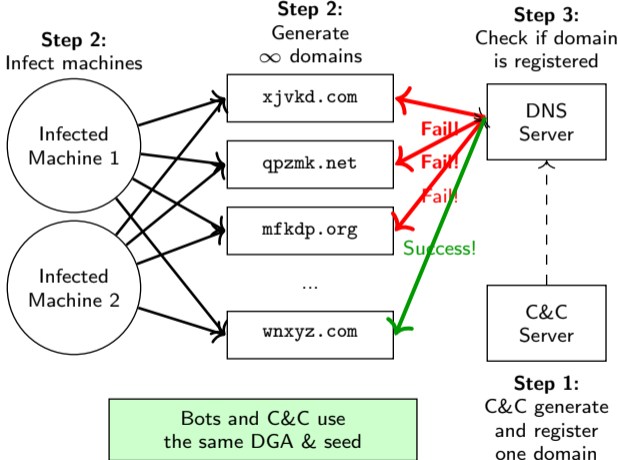 Step 2:
Infect machines
Step 2:
Generate
∞ domains
Step 3:
Check if domain
is registered
Infected
Machine 1
Infected
Machine 2
xjvkd.com
qpzmk.net
mfkdp.org
...
wnxyz.com
Fail!
Fail!
Fail!
Success!
DNS
Server
C&C
Server
Step 1:
C&C generate
and register
one domain
Bots and C&C use
the same DGA & seed